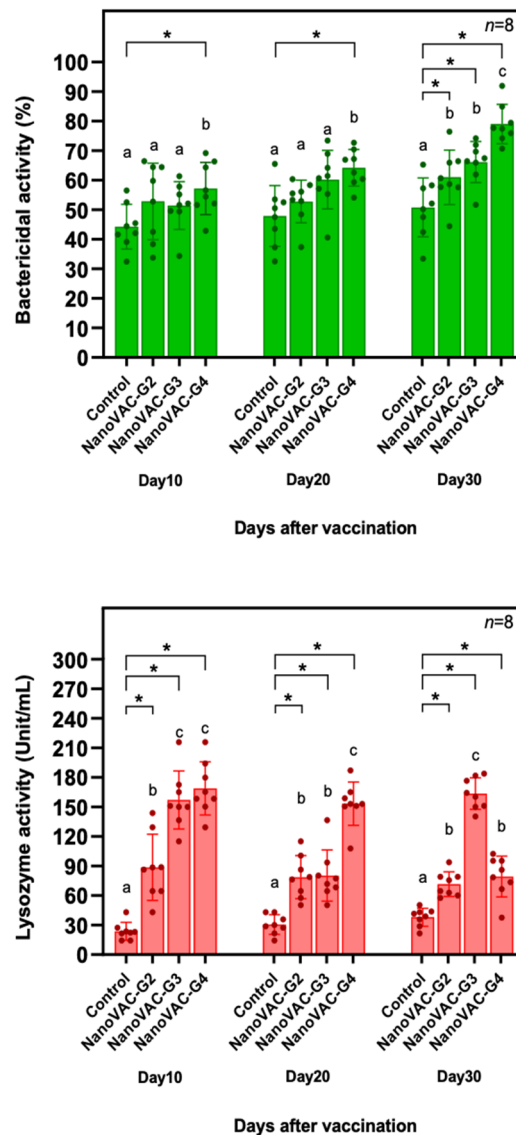 n=8
* * *
*
*
Bactericidal activity (%)
100
90
80
70
60
50
40
30
20
10
0
a a a b
a a a b
a b b c
Control NanoVAC-G2 NanoVAC-G3 NanoVAC-G4
Control NanoVAC-G2 NanoVAC-G3 NanoVAC-G4
Control NanoVAC-G2 NanoVAC-G3 NanoVAC-G4
Day10 Day20 Day30
Days after vaccination
n=8
* * *
* * *
* * *
Lysozyme activity (Unit/mL)
300
270
240
210
180
150
120
90
60
30
0
a b c c
a b b c
a b c b
Control NanoVAC-G2 NanoVAC-G3 NanoVAC-G4
Control NanoVAC-G2 NanoVAC-G3 NanoVAC-G4
Control NanoVAC-G2 NanoVAC-G3 NanoVAC-G4
Day10 Day20 Day30
Days after vaccination